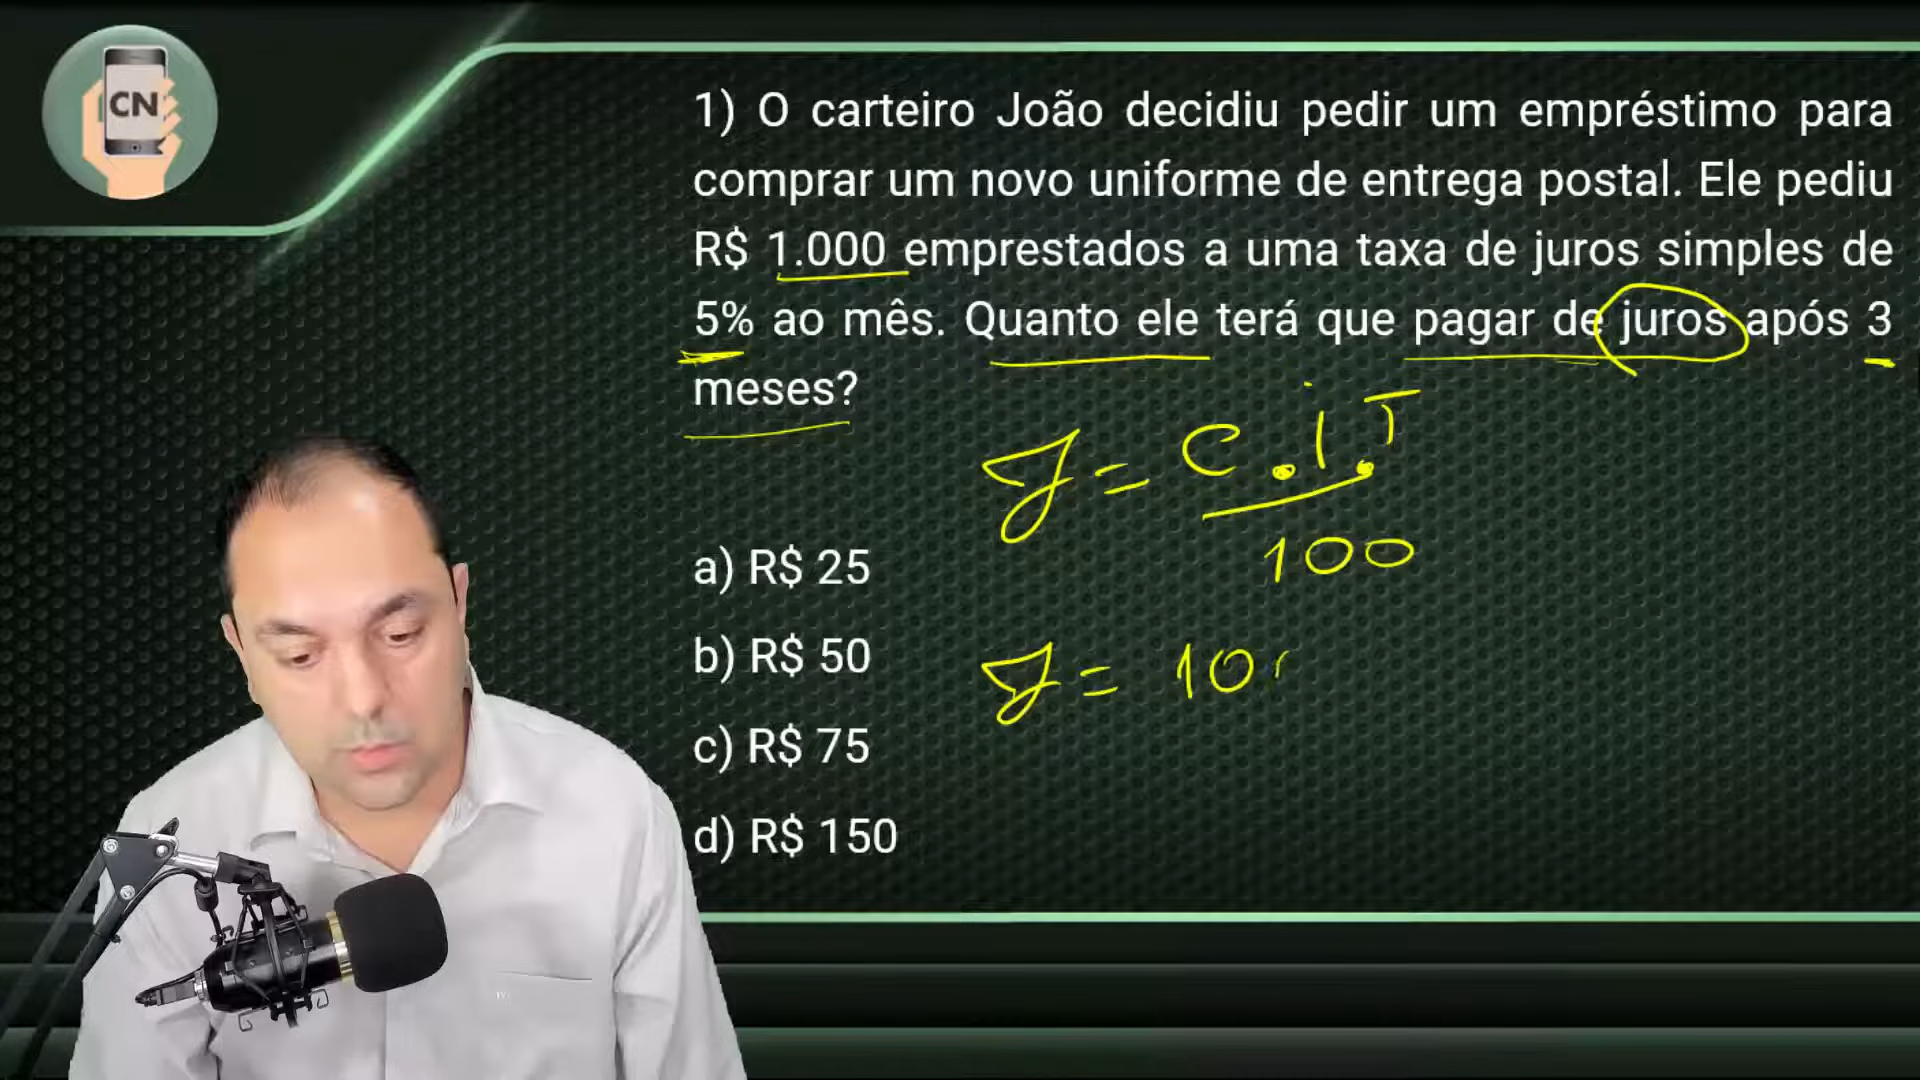 CN
1) O carteiro João decidiu pedir um empréstimo para
comprar um novo uniforme de entrega postal. Ele pediu
R$ 1.000 emprestados a uma taxa de juros simples de
5% ao mês. Quanto ele terá que pagar de juros após 3
meses?
J = C . i . T
100
a) R$ 25
b) R$ 50
J = 10
c) R$ 75
d) R$ 150